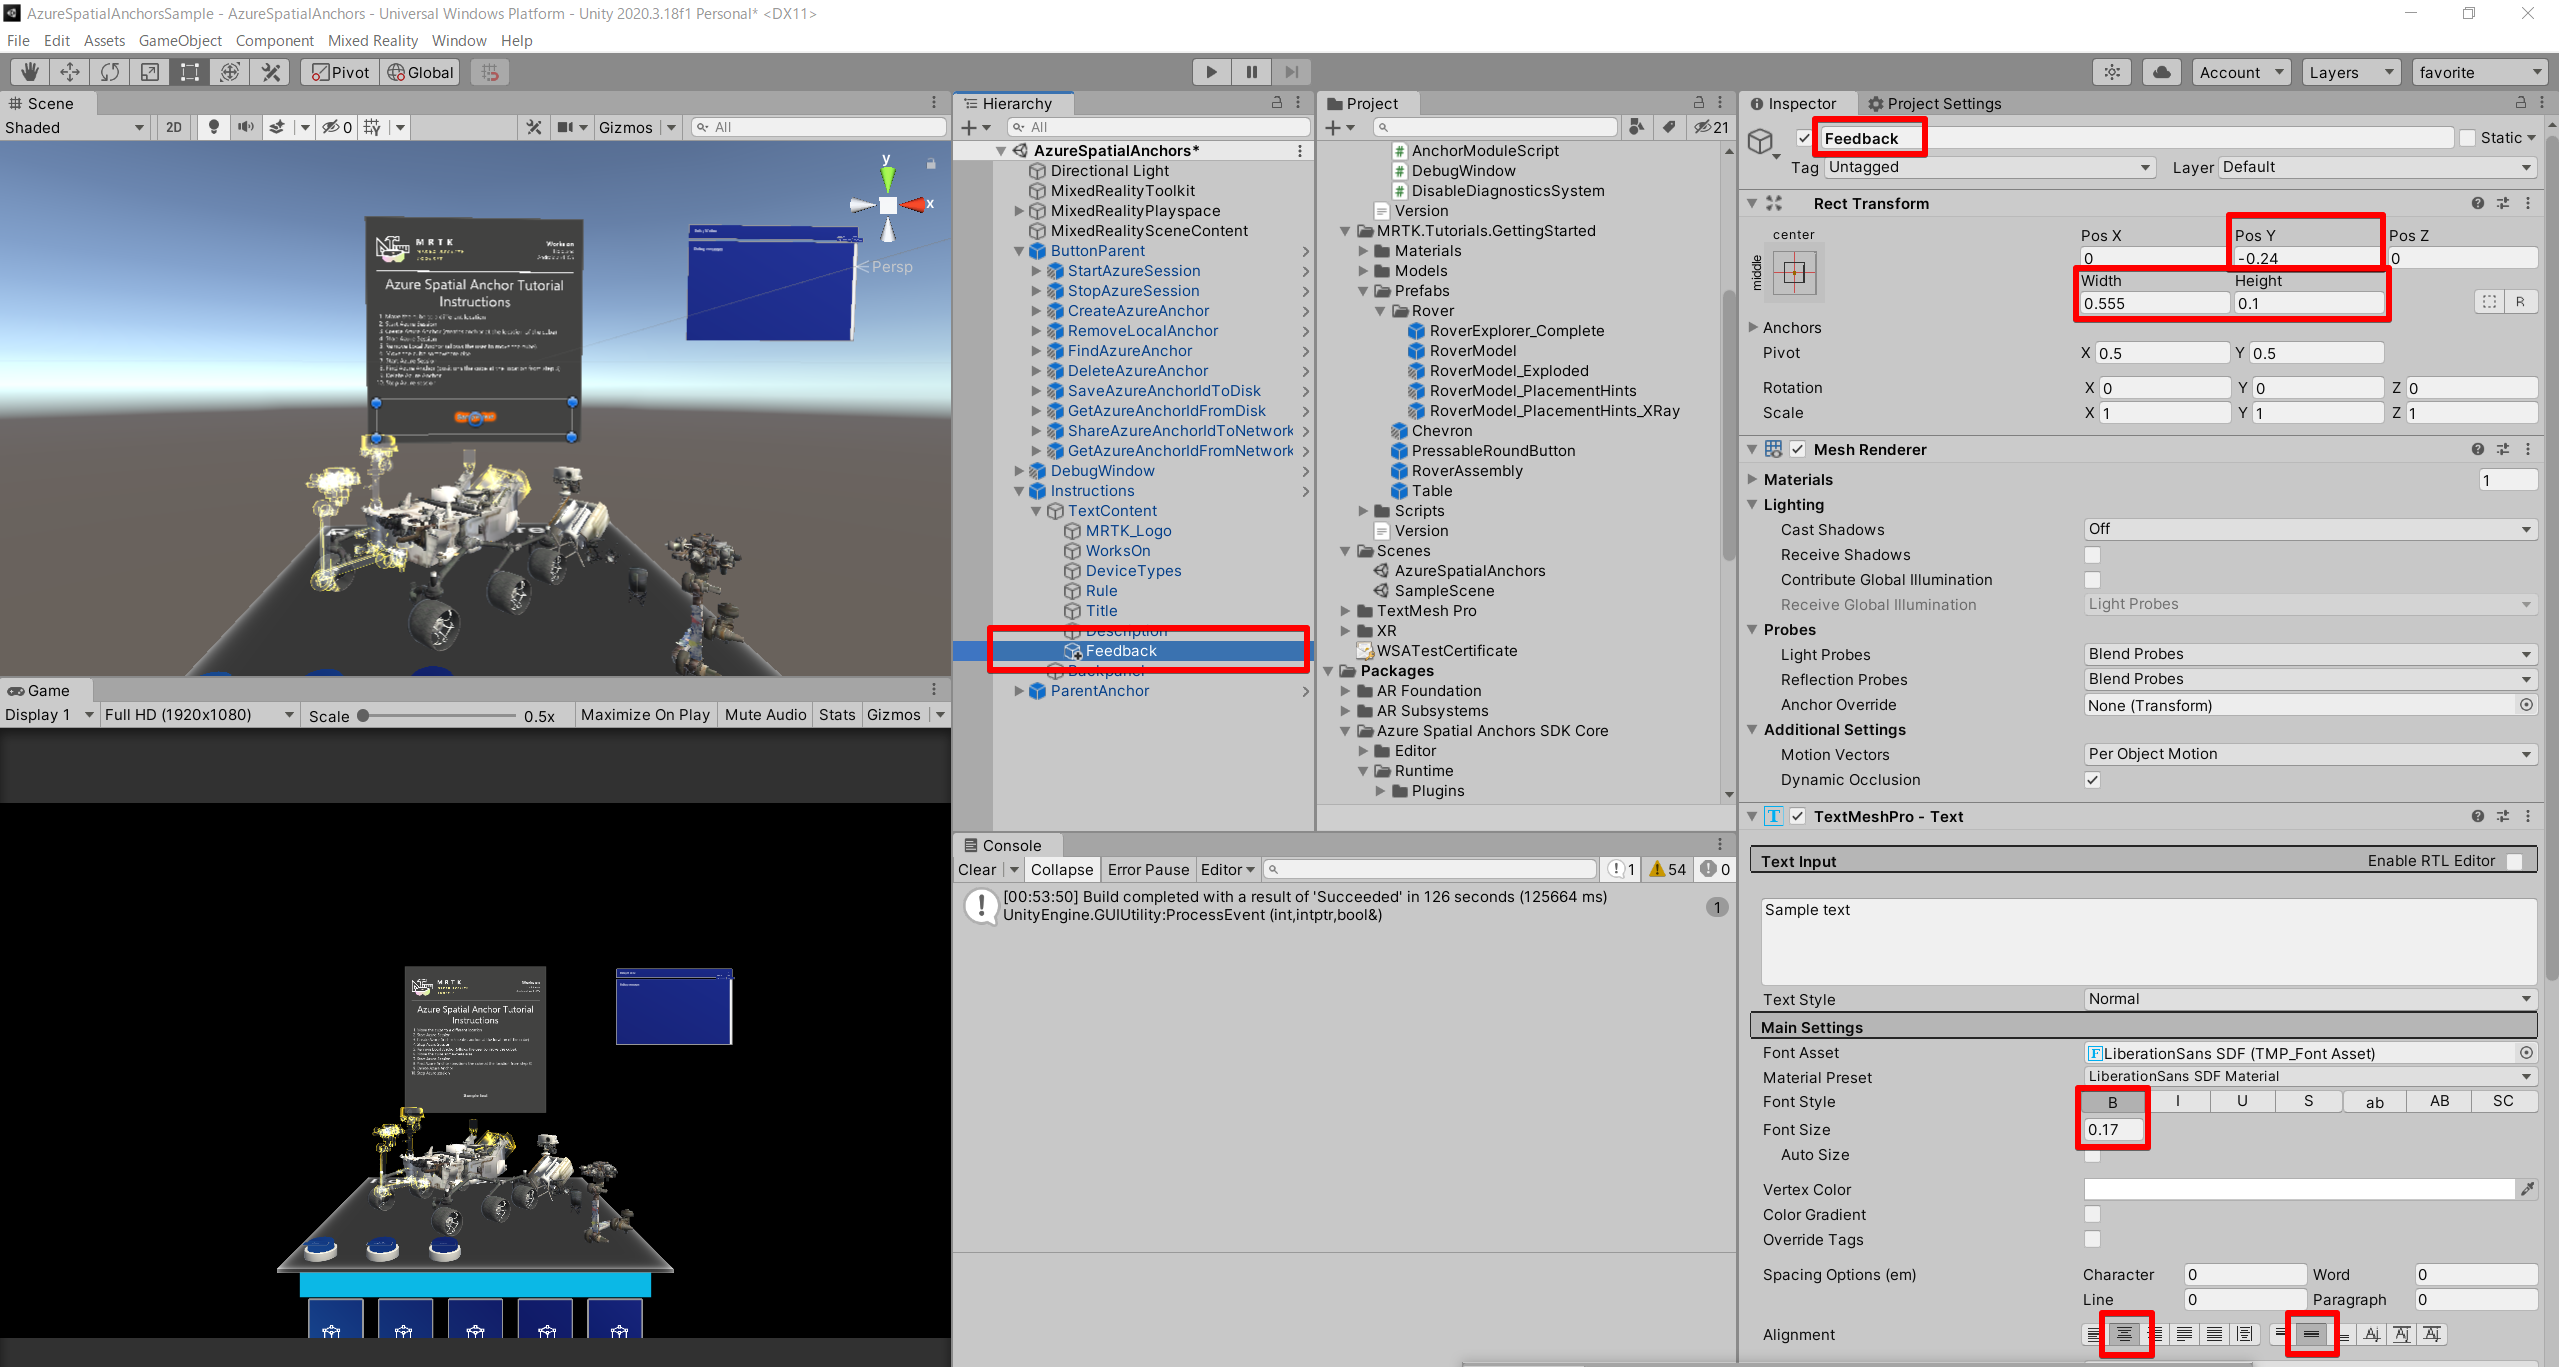 AzureSpatialAnchorsSample - AzureSpatialAnchors - Universal Windows Platform - Unity 2020.3.18f1 Personal* <DX11>
File Edit Assets GameObject Component Mixed Reality Window Help
Pivot Global
Account Layers favorite
Scene
Shaded 2D 0 Gizmos All
y
x
Persp
MRTK
Works on
Azure Spatial Anchor Tutorial
Instructions
Game
Display 1 Full HD (1920x1080) Scale 0.5x Maximize On Play Mute Audio Stats Gizmos
MRTK
Works on
Azure Spatial Anchor Tutorial
Instructions
Sample text
Hierarchy
All
AzureSpatialAnchors*
Directional Light
MixedRealityToolkit
MixedRealityPlayspace
MixedRealitySceneContent
ButtonParent
StartAzureSession
StopAzureSession
CreateAzureAnchor
RemoveLocalAnchor
FindAzureAnchor
DeleteAzureAnchor
SaveAzureAnchorIdToDisk
GetAzureAnchorIdFromDisk
ShareAzureAnchorIdToNetwork
GetAzureAnchorIdFromNetwork
DebugWindow
Instructions
TextContent
MRTK_Logo
WorksOn
DeviceTypes
Rule
Title
Description
Feedback
Backpanel
ParentAnchor
Project
21
AnchorModuleScript
DebugWindow
DisableDiagnosticsSystem
Version
MRTK.Tutorials.GettingStarted
Materials
Models
Prefabs
Rover
RoverExplorer_Complete
RoverModel
RoverModel_Exploded
RoverModel_PlacementHints
RoverModel_PlacementHints_XRay
Chevron
PressableRoundButton
RoverAssembly
Table
Scripts
Version
Scenes
AzureSpatialAnchors
SampleScene
TextMesh Pro
XR
WSATestCertificate
Packages
AR Foundation
AR Subsystems
Azure Spatial Anchors SDK Core
Editor
Runtime
Plugins
Console
Clear Collapse Error Pause Editor 1 54 0
[00:53:50] Build completed with a result of 'Succeeded' in 126 seconds (125664 ms)
UnityEngine.GUIUtility:ProcessEvent (int,intptr,bool&)
1
Inspector Project Settings
Feedback Static
Tag Untagged Layer Default
Rect Transform
center
middle
Pos X Pos Y Pos Z
0 -0.24 0
Width Height
0.555 0.1 R
Anchors
Pivot X 0.5 Y 0.5
Rotation X 0 Y 0 Z 0
Scale X 1 Y 1 Z 1
Mesh Renderer
Materials 1
Lighting
Cast Shadows Off
Receive Shadows
Contribute Global Illumination
Receive Global Illumination Light Probes
Probes
Light Probes Blend Probes
Reflection Probes Blend Probes
Anchor Override None (Transform)
Additional Settings
Motion Vectors Per Object Motion
Dynamic Occlusion
TextMeshPro - Text
Text Input Enable RTL Editor
Sample text
Text Style Normal
Main Settings
Font Asset LiberationSans SDF (TMP_Font Asset)
Material Preset LiberationSans SDF Material
Font Style B I U S ab AB SC
Font Size 0.17
Auto Size
Vertex Color
Color Gradient
Override Tags
Spacing Options (em) Character 0 Word 0
Line 0 Paragraph 0
Alignment